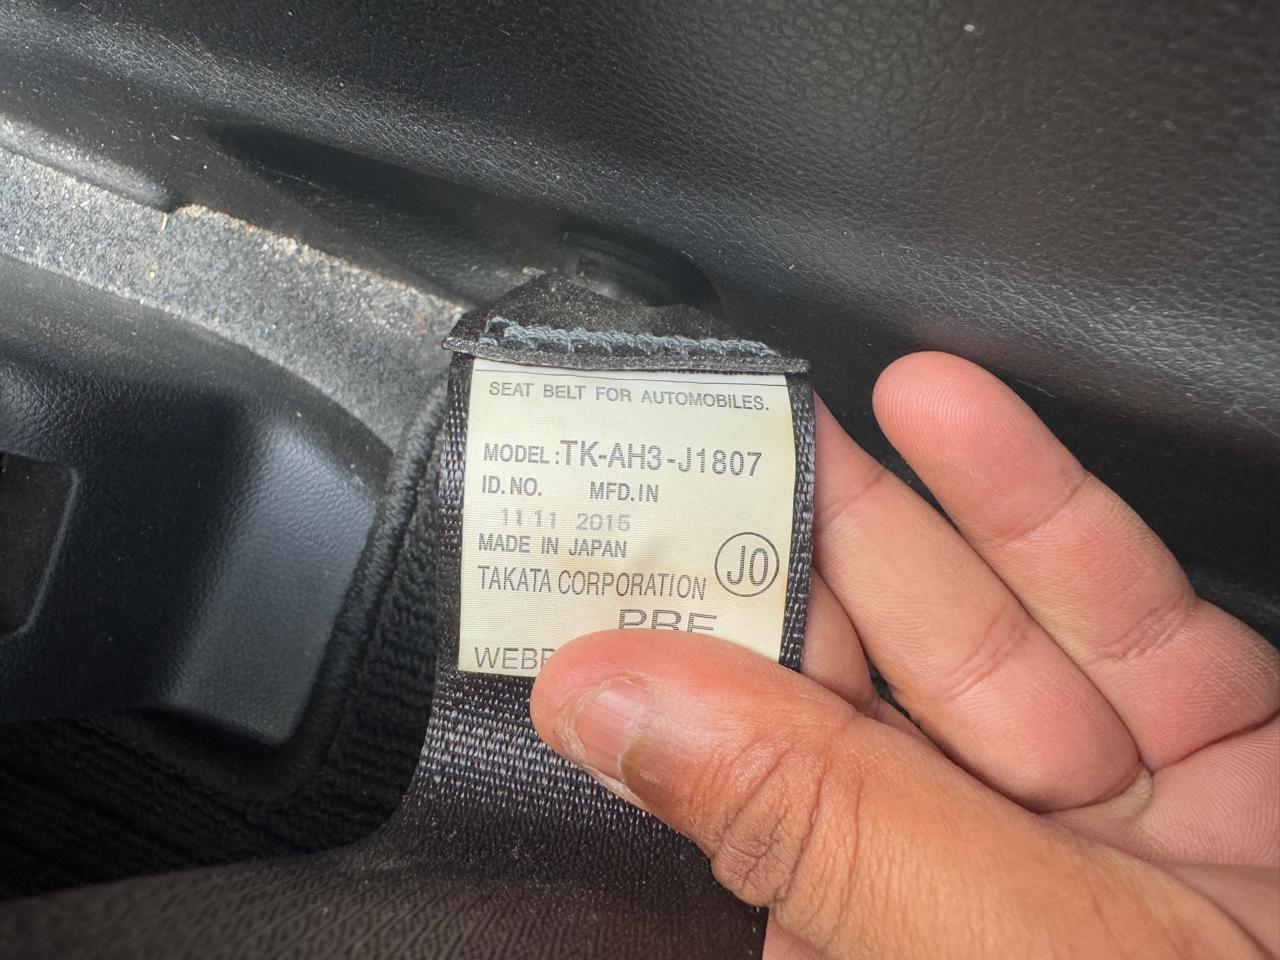 SEAT BELT FOR AUTOMOBILES.
MODEL:TK-AH3-J1807
ID. NO. MFD. IN
11 11 2015
MADE IN JAPAN
J0
TAKATA CORPORATION